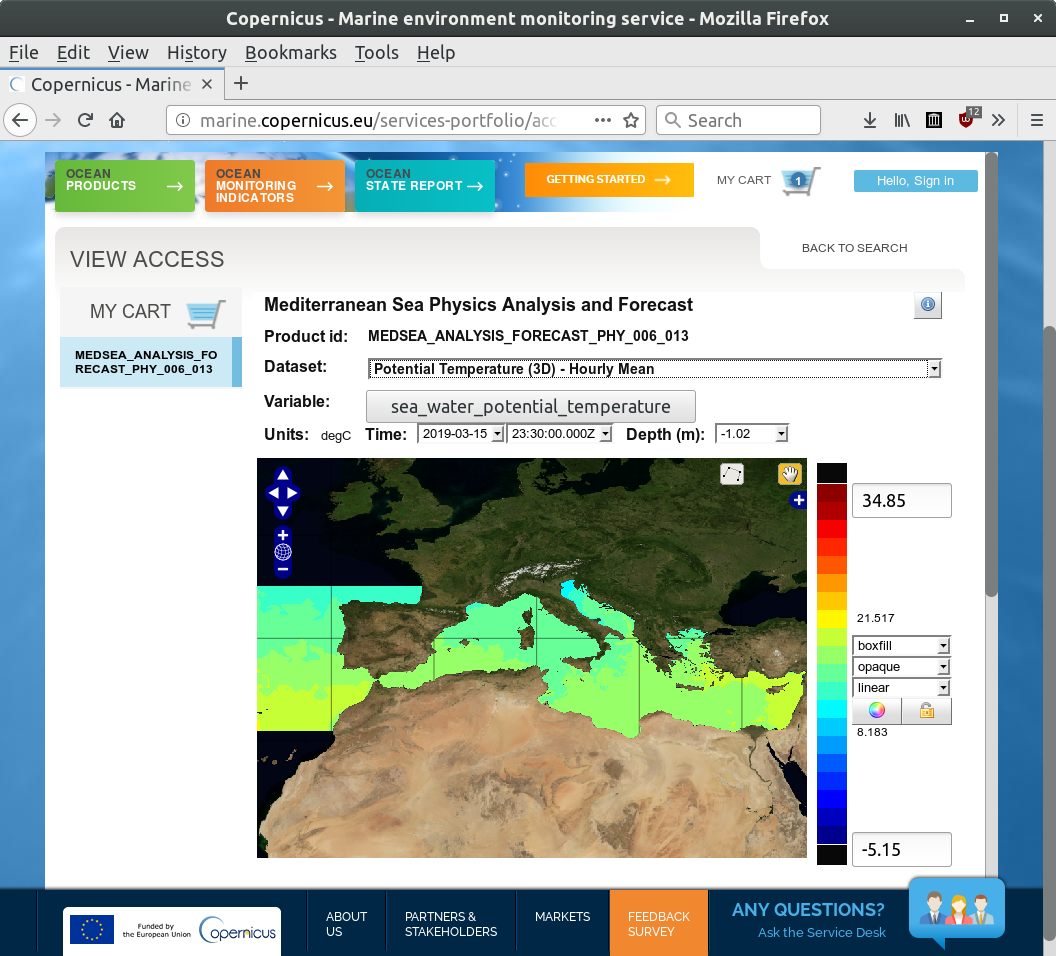 Copernicus - Marine environment monitoring service - Mozilla Firefox
File Edit View History Bookmarks Tools Help
Copernicus - Marine
marine.copernicus.eu/services-portfolio/acc
Search
12
OCEAN
PRODUCTS
OCEAN
MONITORING
INDICATORS
OCEAN
STATE REPORT
GETTING STARTED
MY CART
1
Hello, Sign in
VIEW ACCESS
BACK TO SEARCH
MY CART
MEDSEA_ANALYSIS_FO
RECAST_PHY_006_013
Mediterranean Sea Physics Analysis and Forecast
Product id: MEDSEA_ANALYSIS_FORECAST_PHY_006_013
Dataset: Potential Temperature (3D) - Hourly Mean
Variable: sea_water_potential_temperature
Units: degC Time: 2019-03-15 23:30:00.000Z Depth (m): -1.02
34.85
21.517
boxfill
opaque
linear
8.183
-5.15
Funded by
the European Union
opernicus
ABOUT
US
PARTNERS &
STAKEHOLDERS
MARKETS
FEEDBACK
SURVEY
ANY QUESTIONS?
Ask the Service Desk